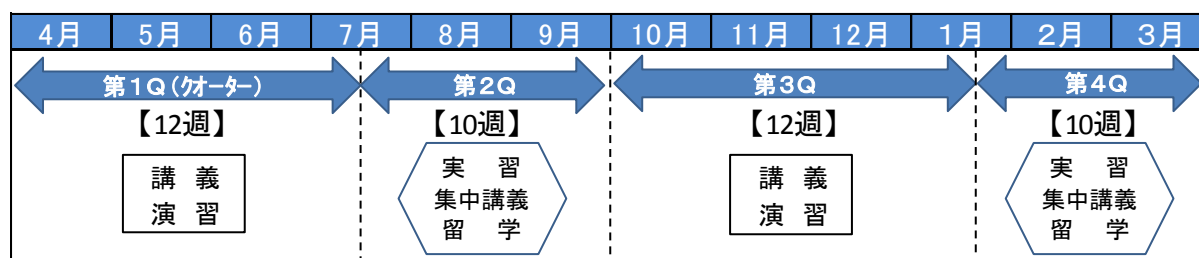 4月 5月 6月 7月 8月 9月 10月 11月 12月 1月 2月 3月
第1Q(クオーター) 第2Q 第3Q 第4Q
【12週】 【10週】 【12週】 【10週】
講 義 実 習 講 義 実 習
集中講義 集中講義
演 習 留 学 演 習 留 学